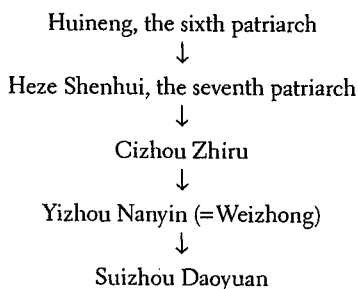 Huineng, the sixth patriarch
↓
Heze Shenhui, the seventh patriarch
↓
Cizhou Zhiru
↓
Yizhou Nanyin (=Weizhong)
↓
Suizhou Daoyuan